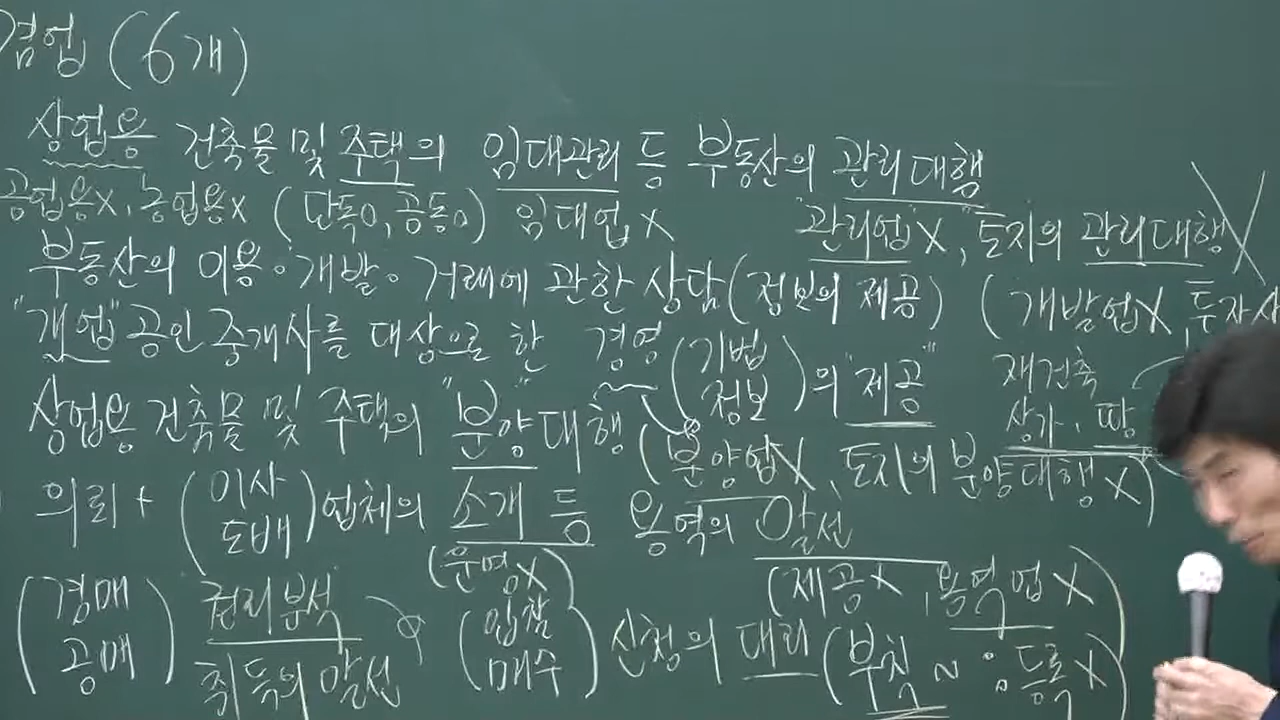 겸업 (6개)
상업용 건축물 및 주택의 임대관리 등 부동산의 관리대행
공업용X, 농업용X (단독O, 공동O) 임대업 X "관리업"X, "토지의 관리대행X
부동산의 이용·개발·거래에 관한 상담(정보의 제공) (개발업X, 투자상
"개업"공인중개사를 대상으로 한 경영(기법 정보)의 "제공"
재건축
상가, 땅
상업용 건축물 및 주택의 "분양대행" (분양업X, 토지의 분양대행X)
의뢰 + (이사 도배)업체의 소개 등 용역의 알선
(운영X) (제공X, 용역업X)
(경매 공매) 권리분석 취득의 알선 (입찰 매수) 신청의 대리 (부칙 ~ : 등록X)